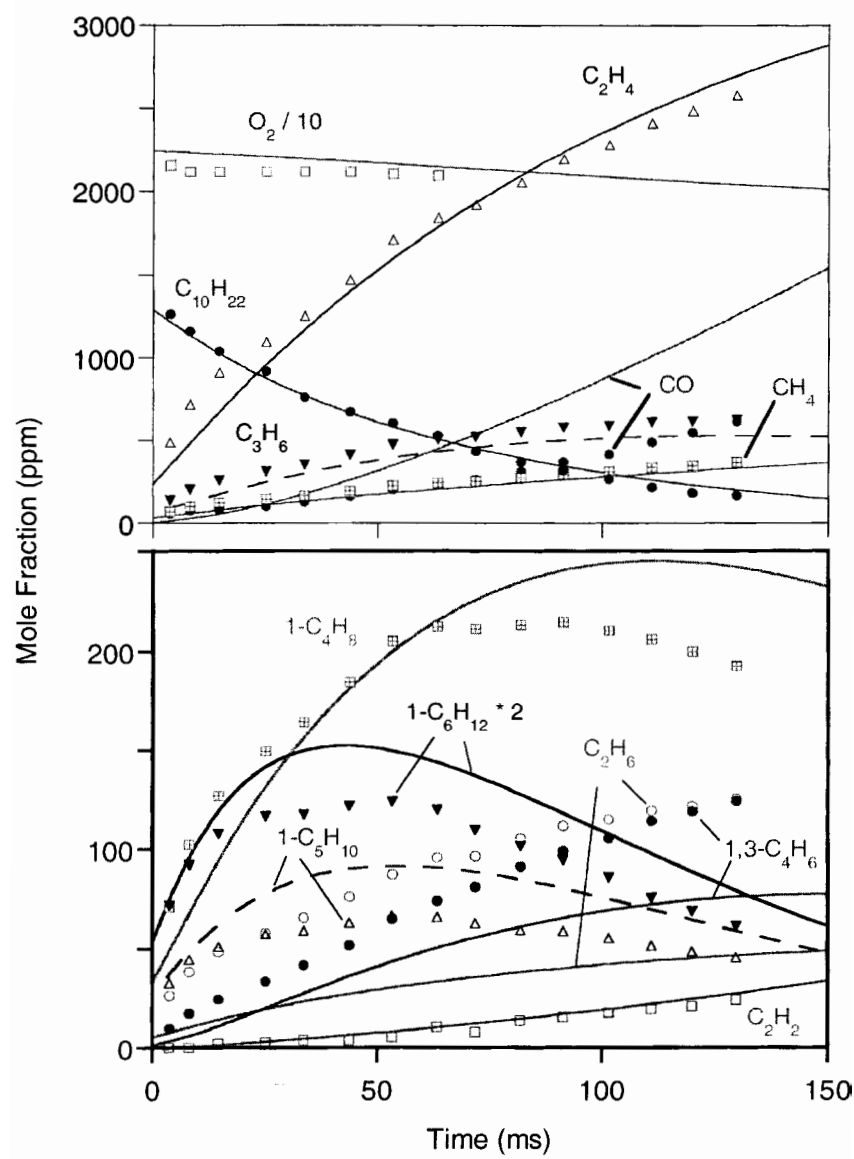 3000
C₂H₄
O₂ / 10
2000
C₁₀H₂₂
1000
CO
CH₄
C₃H₆
0
Mole Fraction (ppm)
1-C₄H₈
200
1-C₆H₁₂ * 2
C₂H₆
1-C₅H₁₀
100
1,3-C₄H₆
C₂H₂
0
0
50
100
150
Time (ms)